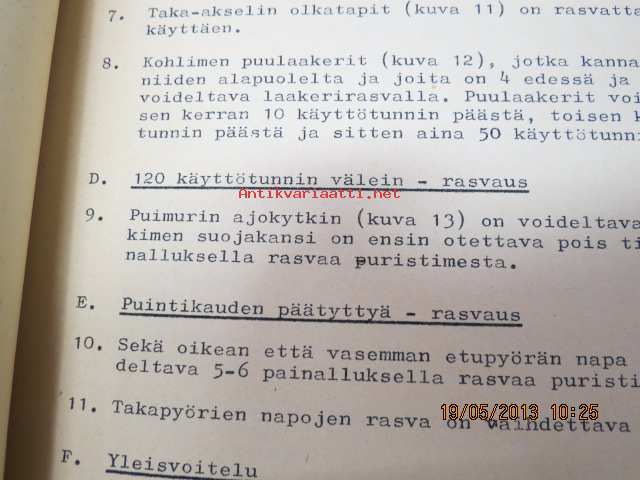 7. Taka-akselin olkatapit (kuva 11) on rasvatta
käyttäen.
8. Kohlimen puulaakerit (kuva 12), jotka kanna
niiden alapuolelta ja joita on 4 edessä ja
voideltava laakerirasvalla. Puulaakerit voi
sen kerran 10 käyttötunnin päästä, toisen k
tunnin päästä ja sitten aina 50 käyttötunni
D. 120 käyttötunnin välein - rasvaus
Antikvariaatti.net
9. Puimurin ajokytkin (kuva 13) on voideltava
kimen suojakansi on ensin otettava pois ti
nalluksella rasvaa puristimesta.
E. Puintikauden päätyttyä - rasvaus
10. Sekä oikean että vasemman etupyörän napa
deltava 5-6 painalluksella rasvaa puristi
11. Takapyörien napojen rasva on vaihdettava
19/05/2013 10:25
F. Yleisvoitelu